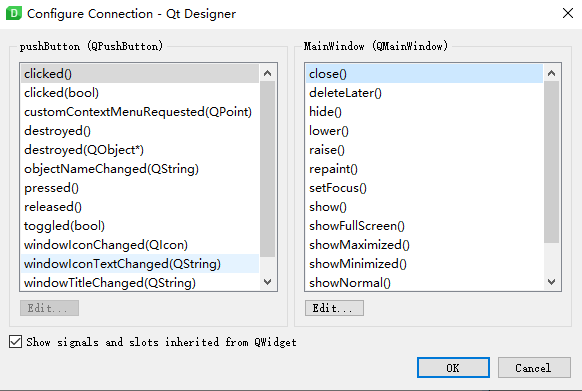 Configure Connection - Qt Designer
pushButton (QPushButton)
clicked()
clicked(bool)
customContextMenuRequested(QPoint)
destroyed()
destroyed(QObject*)
objectNameChanged(QString)
pressed()
released()
toggled(bool)
windowIconChanged(QIcon)
windowIconTextChanged(QString)
windowTitleChanged(QString)
Edit...
MainWindow (QMainWindow)
close()
deleteLater()
hide()
lower()
raise()
repaint()
setFocus()
show()
showFullScreen()
showMaximized()
showMinimized()
showNormal()
Edit...
Show signals and slots inherited from QWidget
OK
Cancel